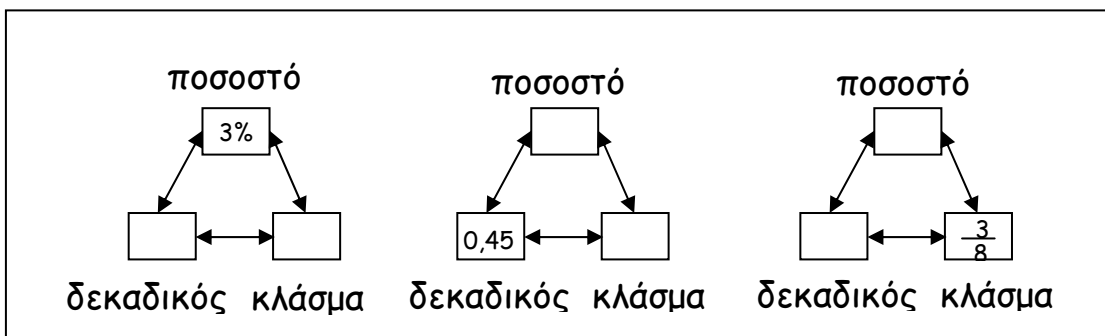 ποσοστό ποσοστό ποσοστό
3%
0,45 3/8
δεκαδικός κλάσμα δεκαδικός κλάσμα δεκαδικός κλάσμα